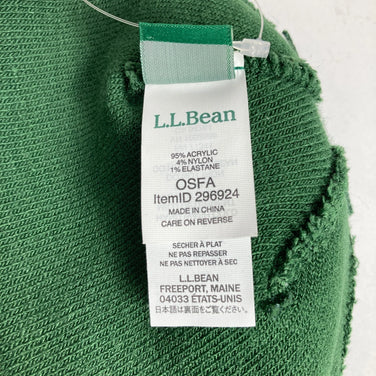 L.L.Bean
95% ACRYLIC
4% NYLON
1% ELASTANE
OSFA
ItemID 296924
MADE IN CHINA
CARE ON REVERSE
SÉCHER À PLAT
NE PAS REPASSER
NE PAS NETTOYER À SEC
L.L.BEAN
FREEPORT, MAINE
04033 ÉTATS-UNIS
日本語は裏面をご覧ください